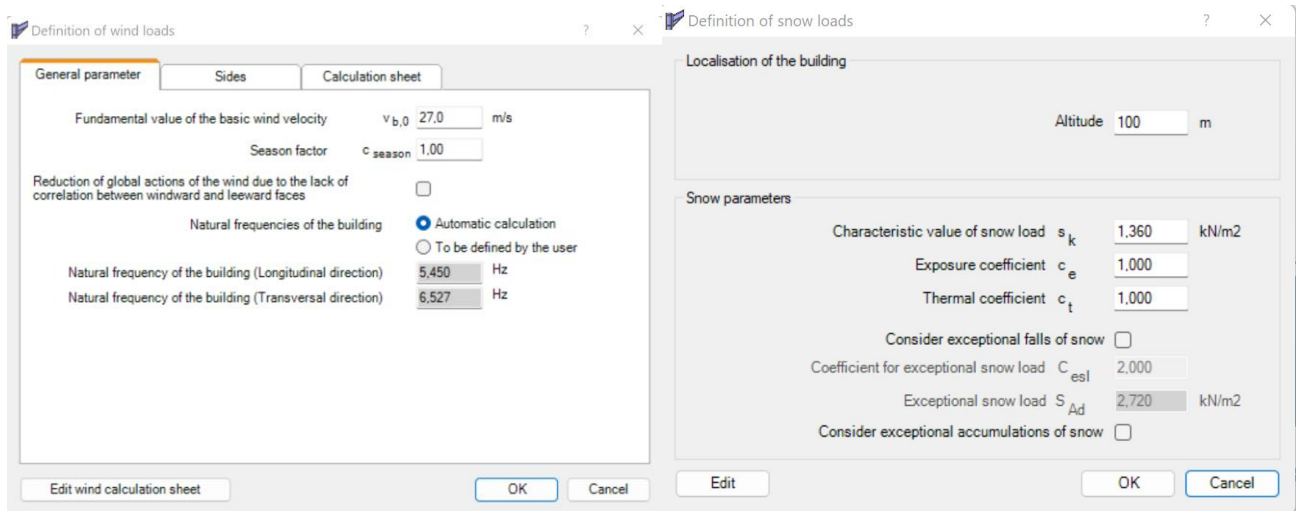 Definition of wind loads
General parameter
Sides
Calculation sheet
Fundamental value of the basic wind velocity v b,0 27,0 m/s
Season factor c season 1,00
Reduction of global actions of the wind due to the lack of
correlation between windward and leeward faces
Natural frequencies of the building Automatic calculation
To be defined by the user
Natural frequency of the building (Longitudinal direction) 5,450 Hz
Natural frequency of the building (Transversal direction) 6,527 Hz
Edit wind calculation sheet OK Cancel
Definition of snow loads ?
Localisation of the building
Altitude 100 m
Snow parameters
Characteristic value of snow load s k 1,360 kN/m2
Exposure coefficient c e 1,000
Thermal coefficient c t 1,000
Consider exceptional falls of snow
Coefficient for exceptional snow load C esl 2,000
Exceptional snow load S Ad 2,720 kN/m2
Consider exceptional accumulations of snow
Edit OK Cancel